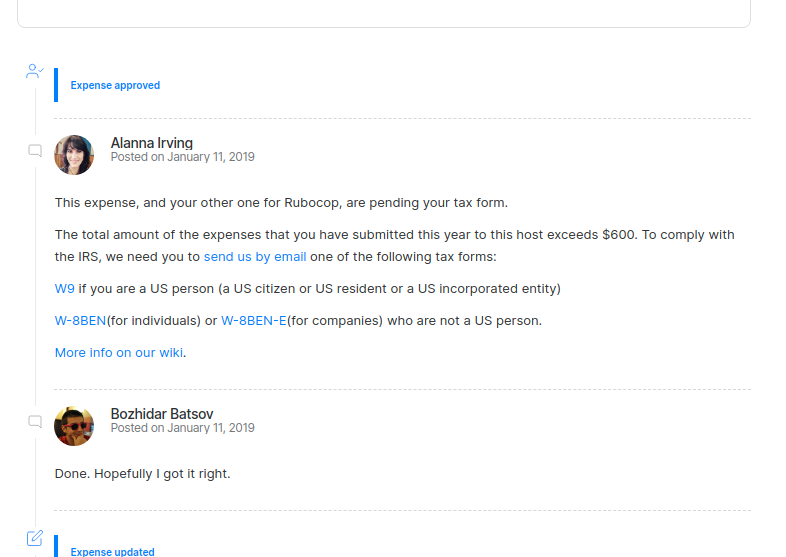 Expense approved
Alanna Irving
Posted on January 11, 2019
This expense, and your other one for Rubocop, are pending your tax form.
The total amount of the expenses that you have submitted this year to this host exceeds $600. To comply with
the IRS, we need you to send us by email one of the following tax forms:
W9 if you are a US person (a US citizen or US resident or a US incorporated entity)
W-8BEN(for individuals) or W-8BEN-E(for companies) who are not a US person.
More info on our wiki.
Bozhidar Batsov
Posted on January 11, 2019
Done. Hopefully I got it right.
Expense updated